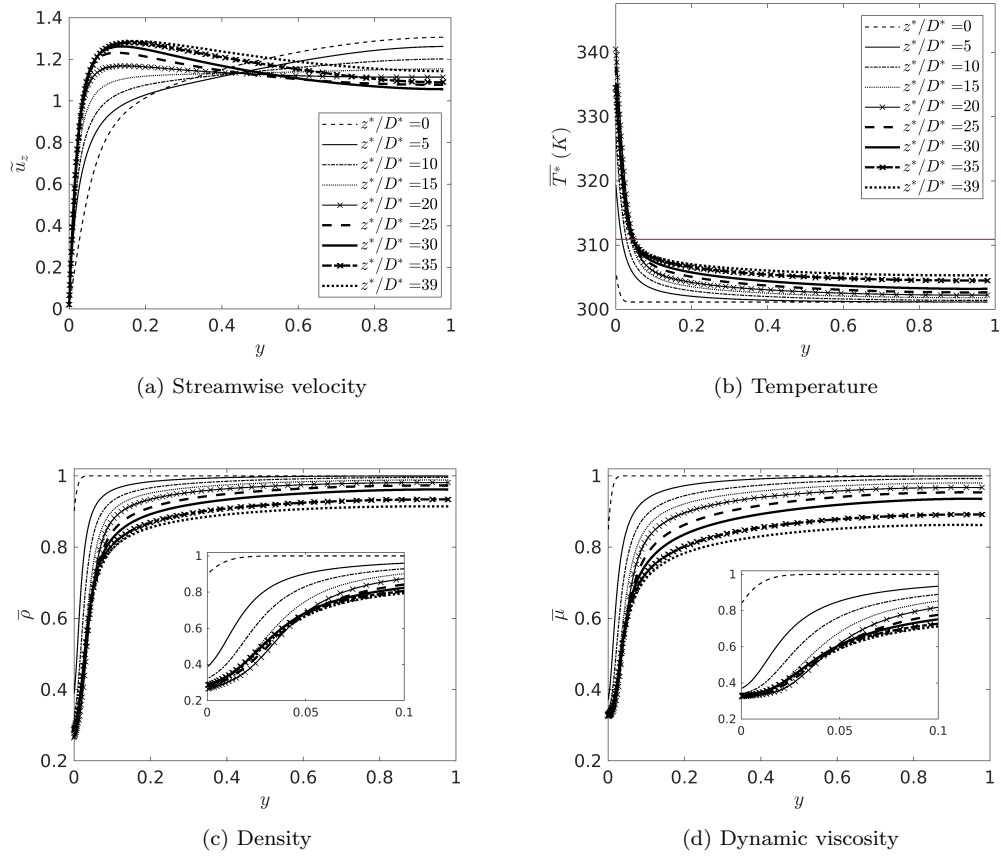 1.4
1.2
1
0.8
0.6
0.4
0.2
0
ũ_z
z*/D* =0
z*/D* =5
z*/D* =10
z*/D* =15
z*/D* =20
z*/D* =25
z*/D* =30
z*/D* =35
z*/D* =39
0 0.2 0.4 0.6 0.8 1
y
(a) Streamwise velocity
340
330
320
310
300
T̅* (K)
z*/D* =0
z*/D* =5
z*/D* =10
z*/D* =15
z*/D* =20
z*/D* =25
z*/D* =30
z*/D* =35
z*/D* =39
0 0.2 0.4 0.6 0.8 1
y
(b) Temperature
1
0.8
0.6
0.4
0.2
ρ̅
1
0.8
0.6
0.4
0.2
0 0.05 0.1
0 0.2 0.4 0.6 0.8 1
y
(c) Density
1
0.8
0.6
0.4
0.2
μ̅
1
0.8
0.6
0.4
0.2
0 0.05 0.1
0 0.2 0.4 0.6 0.8 1
y
(d) Dynamic viscosity